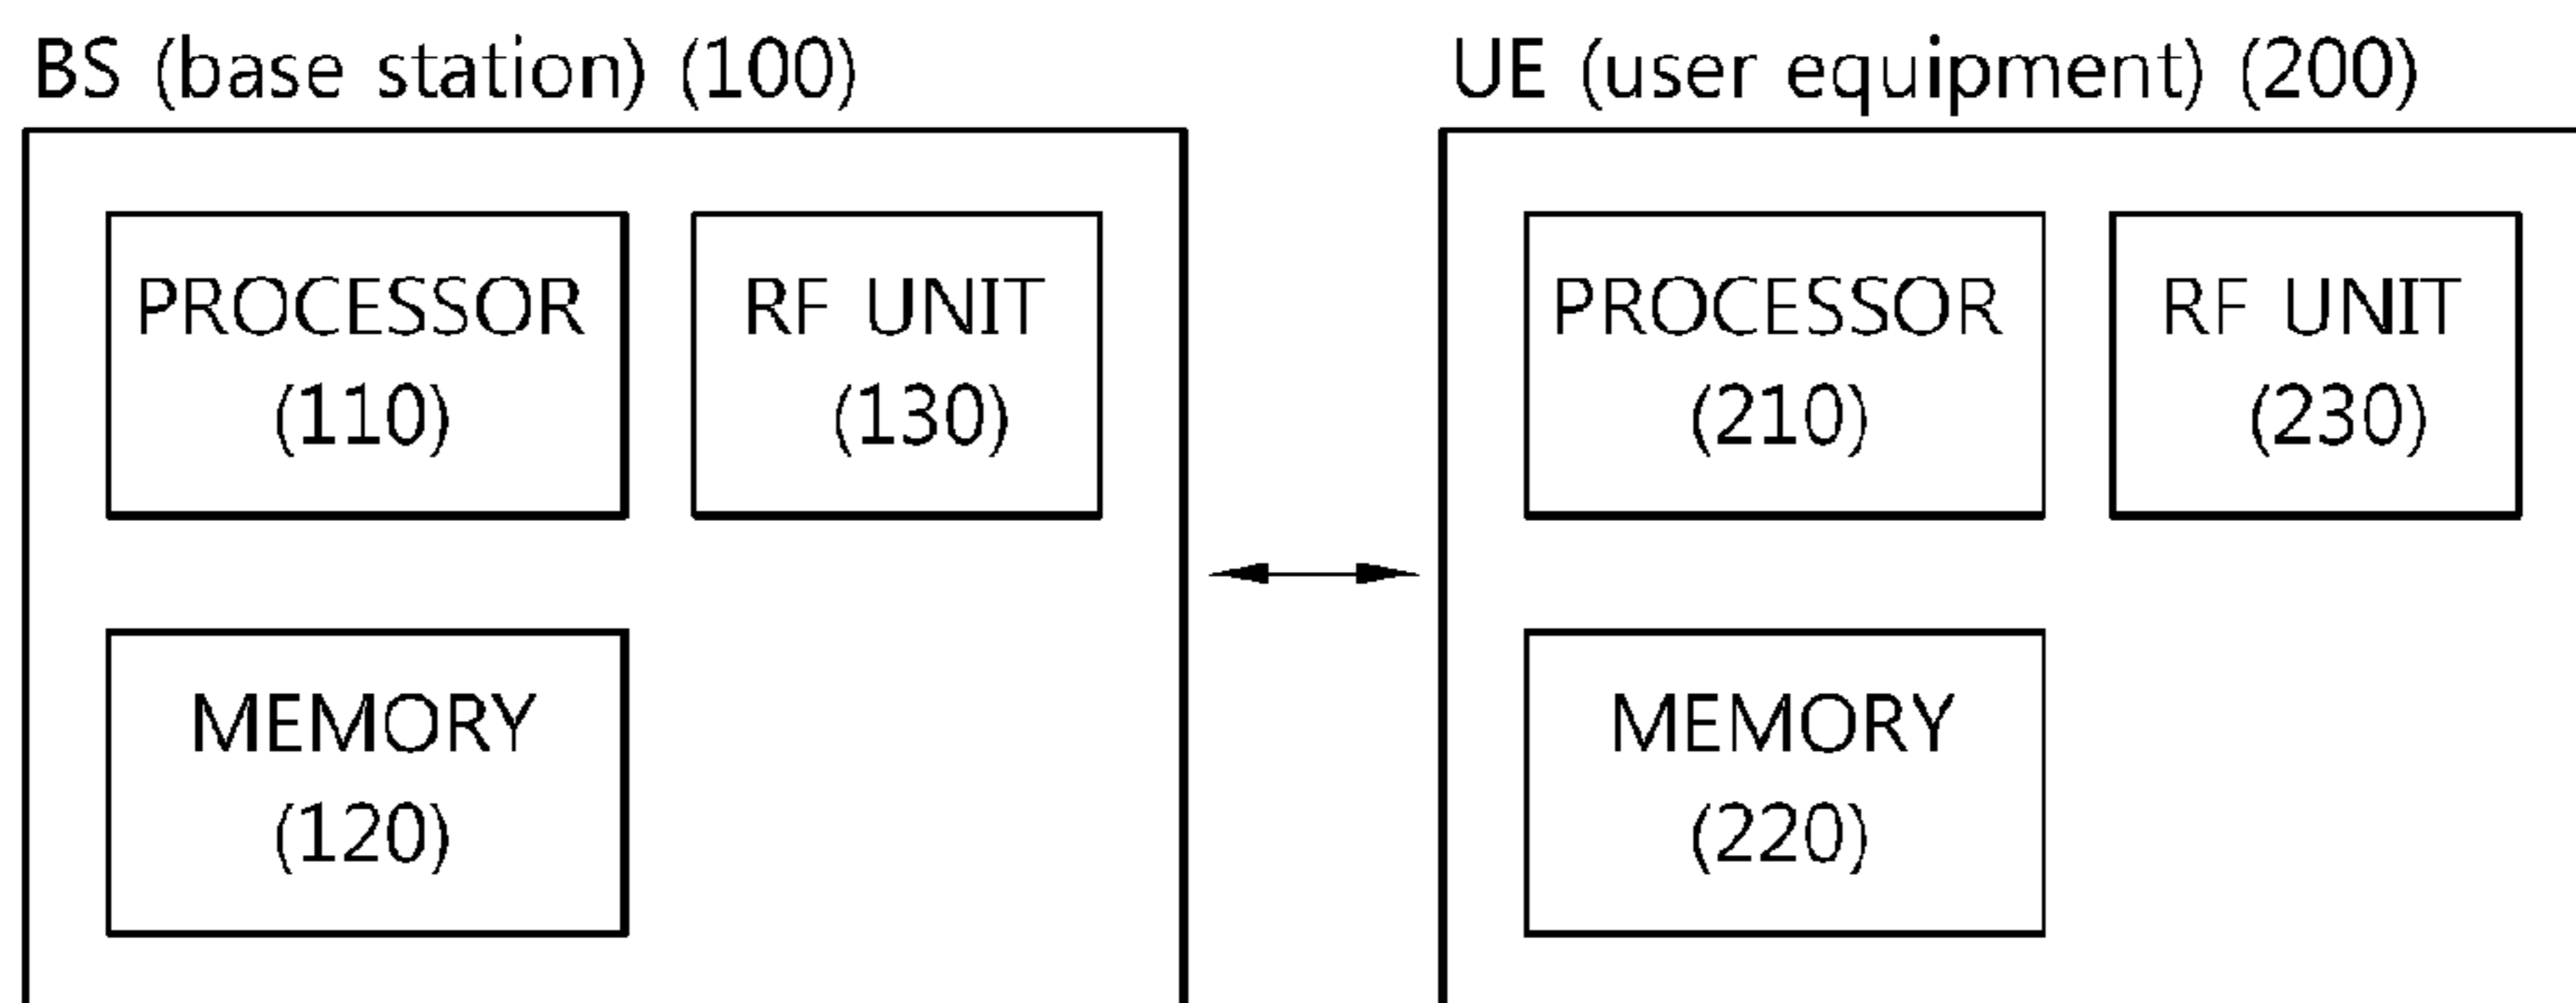 BS (base station) (100)
UE (user equipment) (200)
PROCESSOR
(110)
RF UNIT
(130)
MEMORY
(120)
PROCESSOR
(210)
RF UNIT
(230)
MEMORY
(220)